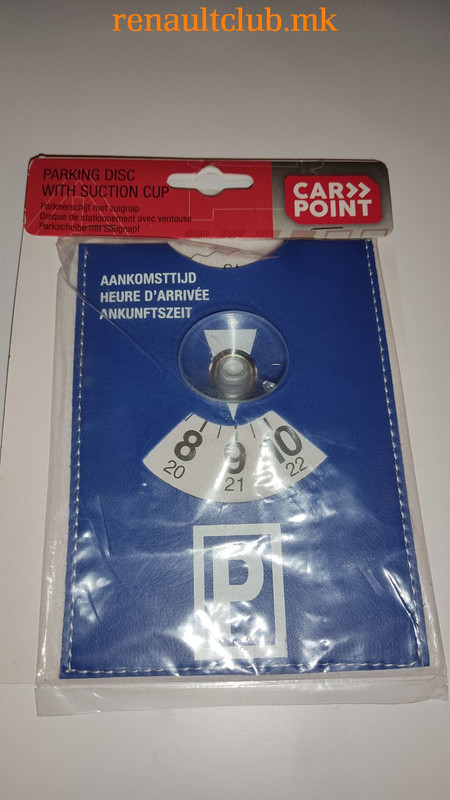 renaultclub.mk
PARKING DISC
WITH SUCTION CUP
Parkeerschijf met zuignap
Disque de stationnement avec ventouse
Parkscheibe mit Saugnapf
CAR
POINT
AANKOMSTTIJD
HEURE D'ARRIVÉE
ANKUNFTSZEIT
8 9 10
20 21 22
P